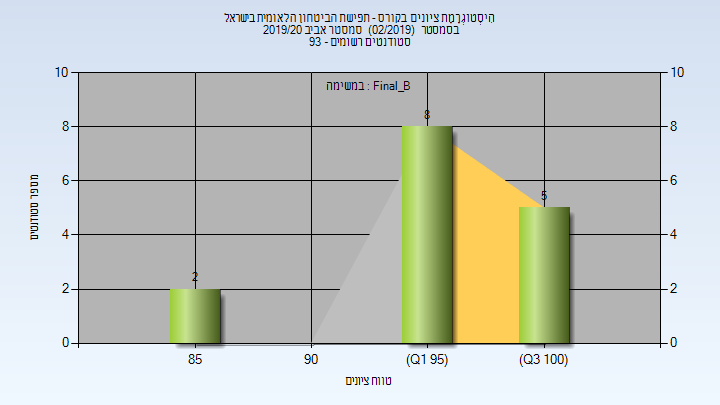 הִיסְטוֹגְרָמַת ציונים בקורס - תפישת הביטחון הלאומית בישראל
בסמסטר (02/2019) סמסטר אביב 2019/20
סטודנטים רשומים - 93
במשימה : Final_B
מספר סטודנטים
10
8
6
4
2
0
10
8
6
4
2
0
2
8
5
85
90
(Q1 95)
(Q3 100)
טווח ציונים